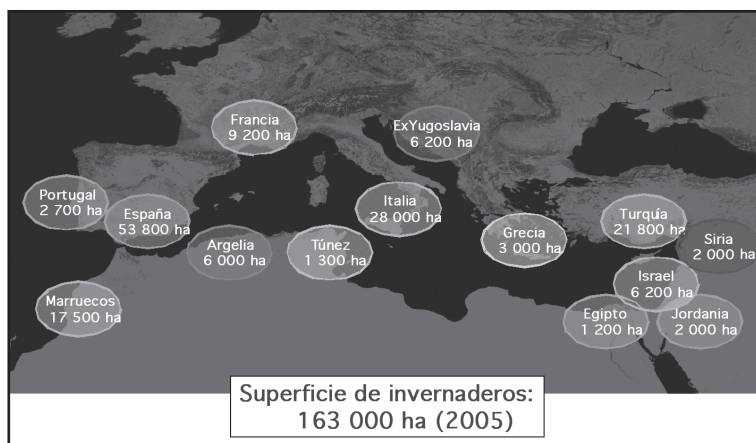 Francia
9 200 ha
ExYugoslavia
6 200 ha
Portugal
2 700 ha
España
53 800 ha
Italia
28 000 ha
Turquía
21 800 ha
Argelia
6 000 ha
Túnez
1 300 ha
Grecia
3 000 ha
Siria
2 000 ha
Israel
6 200 ha
Marruecos
17 500 ha
Egipto
1 200 ha
Jordania
2 000 ha
Superficie de invernaderos:
163 000 ha (2005)